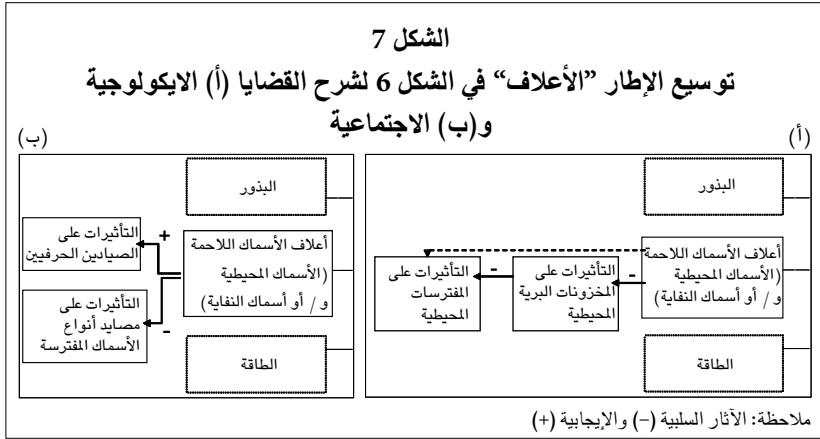 الشكل 7
توسيع الإطار ”الأعلاف“ في الشكل 6 لشرح القضايا (أ) الايكولوجية
و(ب) الاجتماعية
(أ)
البذور
أعلاف الأسماك اللاحمة
(الأسماك المحيطية
و / أو أسماك النفاية)
-
التأثيرات على
المخزونات البرية
المحيطية
-
التأثيرات على
المفترسات
المحيطية
الطاقة
(ب)
البذور
أعلاف الأسماك اللاحمة
(الأسماك المحيطية
و / أو أسماك النفاية)
+
التأثيرات على
الصيادين الحرفيين
-
التأثيرات على
مصايد أنواع
الأسماك المفترسة
الطاقة
ملاحظة: الآثار السلبية (–) والإيجابية (+)